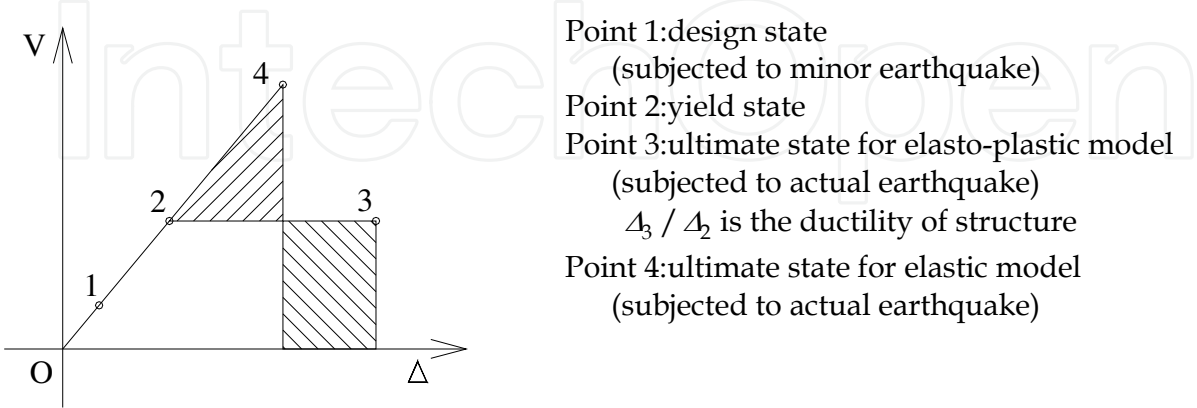 IntechOpen
V
4
2
3
1
O
Δ
Point 1:design state
(subjected to minor earthquake)
Point 2:yield state
Point 3:ultimate state for elasto-plastic model
(subjected to actual earthquake)
Δ3 / Δ2 is the ductility of structure
Point 4:ultimate state for elastic model
(subjected to actual earthquake)